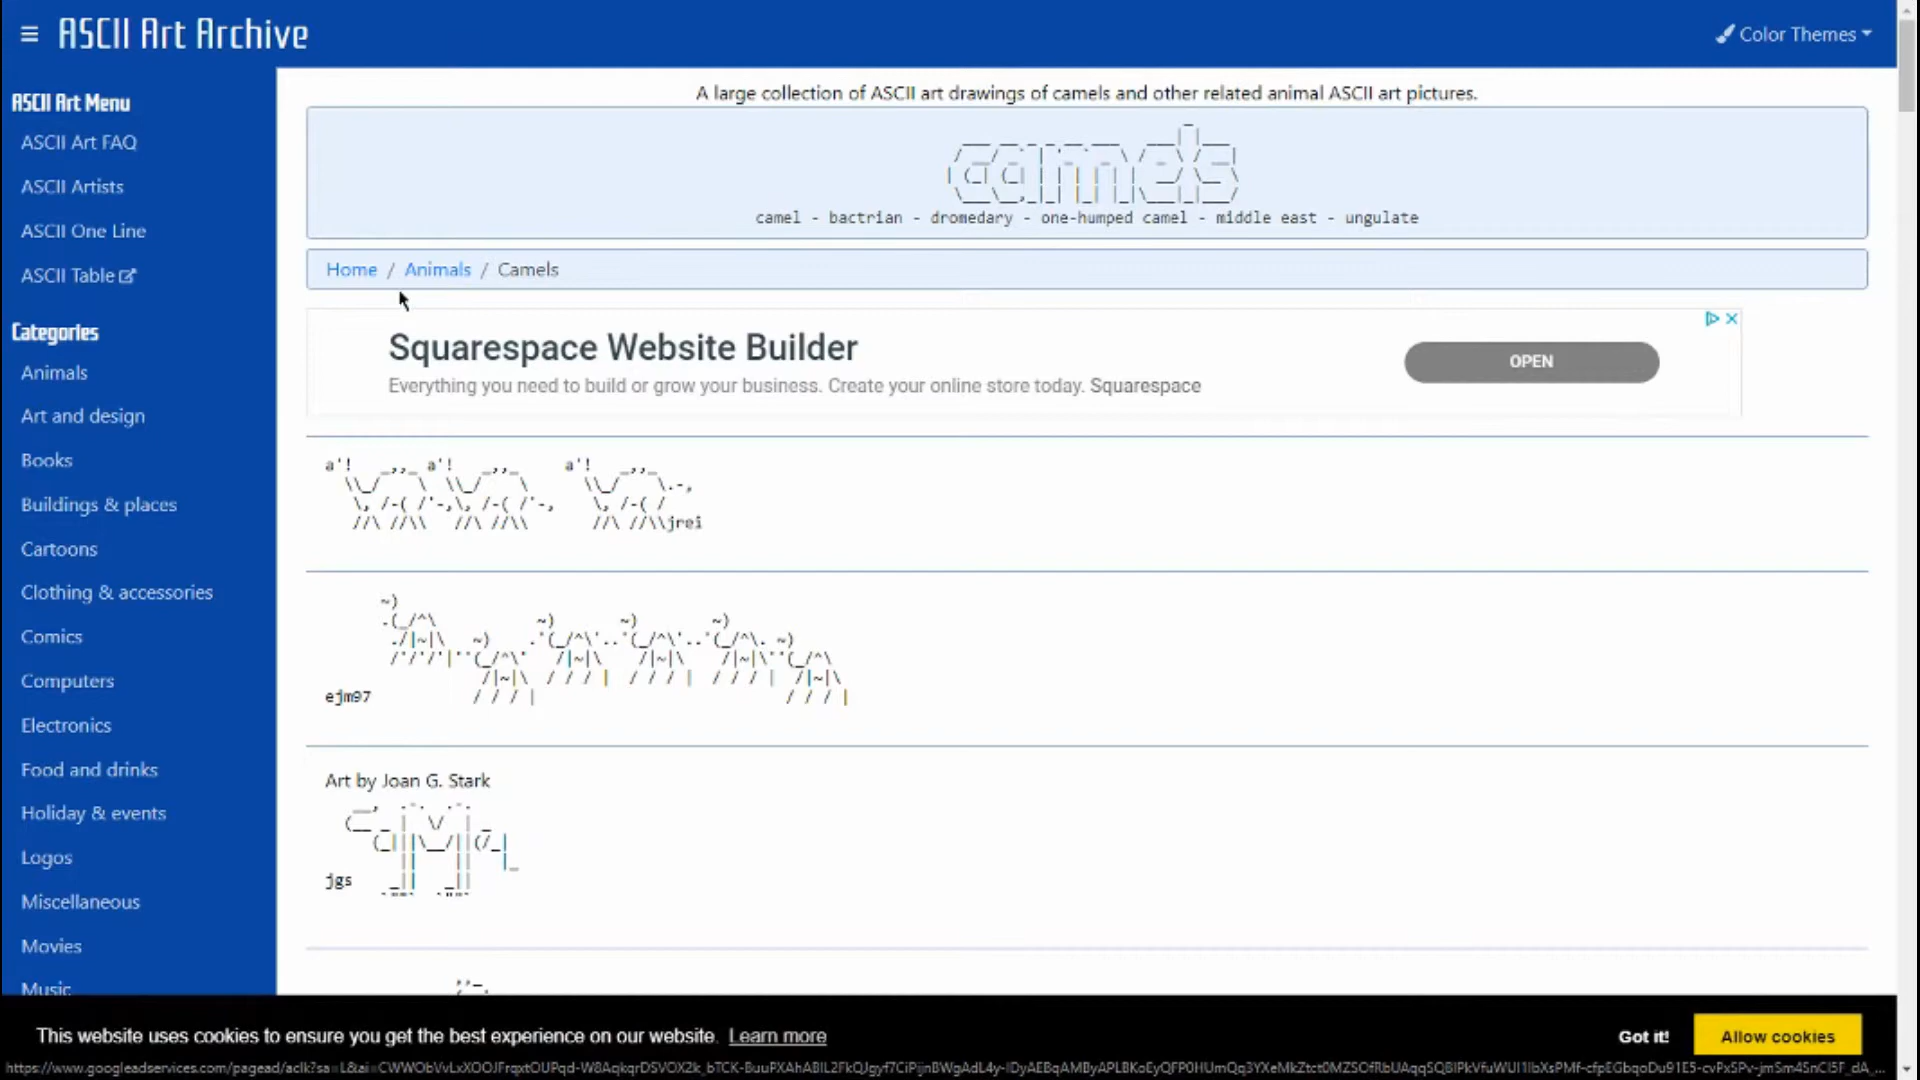 ASCII Art Archive
Color Themes
ASCII Art Menu
ASCII Art FAQ
ASCII Artists
ASCII One Line
ASCII Table
Categories
Animals
Art and design
Books
Buildings & places
Cartoons
Clothing & accessories
Comics
Computers
Electronics
Food and drinks
Holiday & events
Logos
Miscellaneous
Movies
Music
A large collection of ASCII art drawings of camels and other related animal ASCII art pictures.
camels
camel - bactrian - dromedary - one-humped camel - middle east - ungulate
Home / Animals / Camels
Squarespace Website Builder
Everything you need to build or grow your business. Create your online store today. Squarespace
OPEN
jrei
ejm97
Art by Joan G. Stark
jgs
This website uses cookies to ensure you get the best experience on our website. Learn more
Got it!
Allow cookies